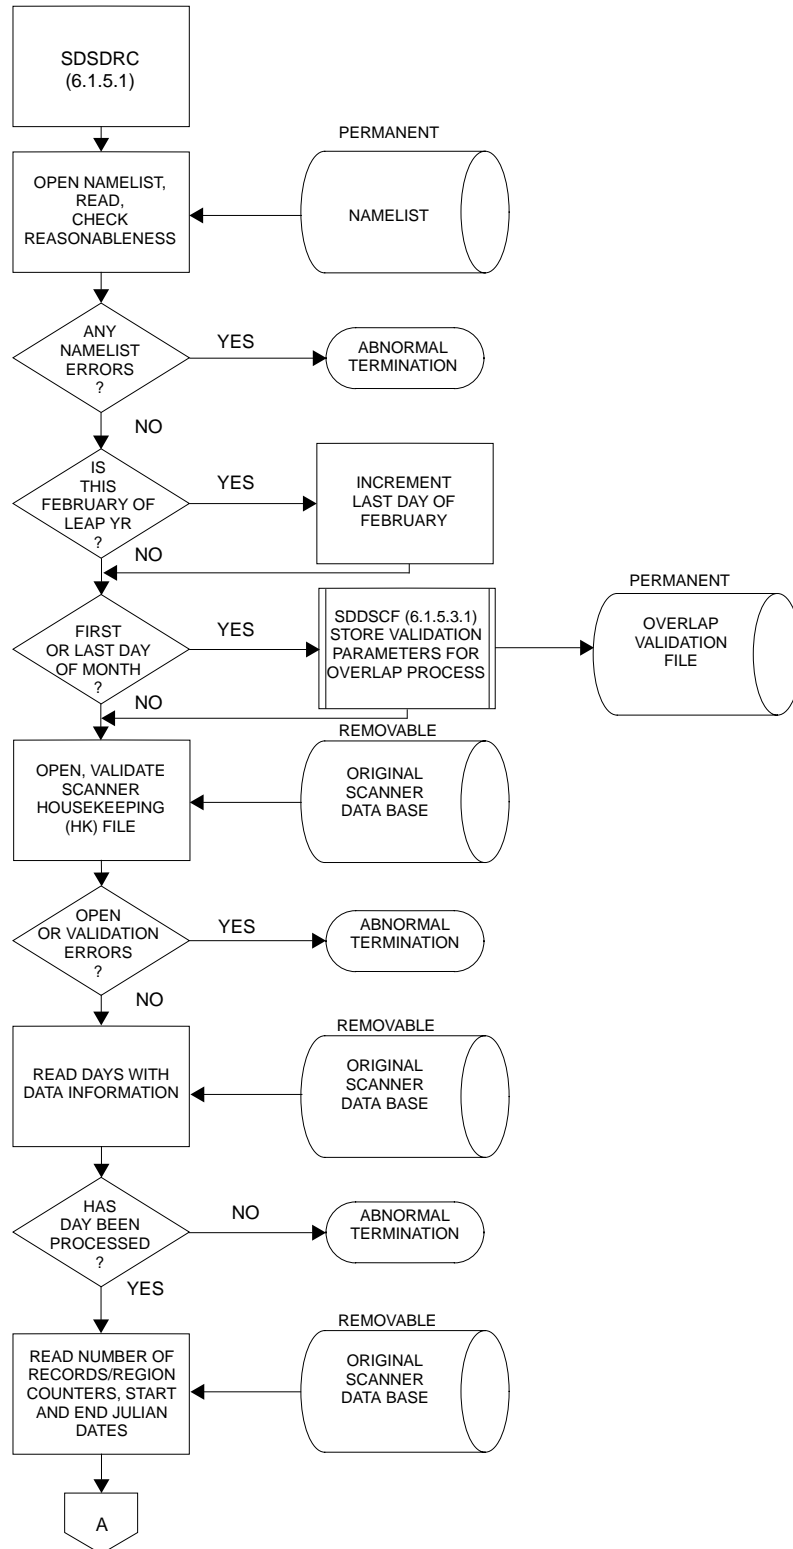 SDSDRC
(6.1.5.1)
PERMANENT
OPEN NAMELIST,
READ,
CHECK
REASONABLENESS
NAMELIST
ANY
NAMELIST
ERRORS
?
YES
ABNORMAL
TERMINATION
NO
IS
THIS
FEBRUARY OF
LEAP YR
?
YES
INCREMENT
LAST DAY OF
FEBRUARY
NO
FIRST
OR LAST DAY
OF MONTH
?
YES
SDDSCF (6.1.5.3.1)
STORE VALIDATION
PARAMETERS FOR
OVERLAP PROCESS
PERMANENT
OVERLAP
VALIDATION
FILE
NO
REMOVABLE
OPEN, VALIDATE
SCANNER
HOUSEKEEPING
(HK) FILE
ORIGINAL
SCANNER
DATA BASE
OPEN
OR VALIDATION
ERRORS
?
YES
ABNORMAL
TERMINATION
NO
REMOVABLE
READ DAYS WITH
DATA INFORMATION
ORIGINAL
SCANNER
DATA BASE
HAS
DAY BEEN
PROCESSED
?
NO
ABNORMAL
TERMINATION
YES
REMOVABLE
READ NUMBER OF
RECORDS/REGION
COUNTERS, START
AND END JULIAN
DATES
ORIGINAL
SCANNER
DATA BASE
A